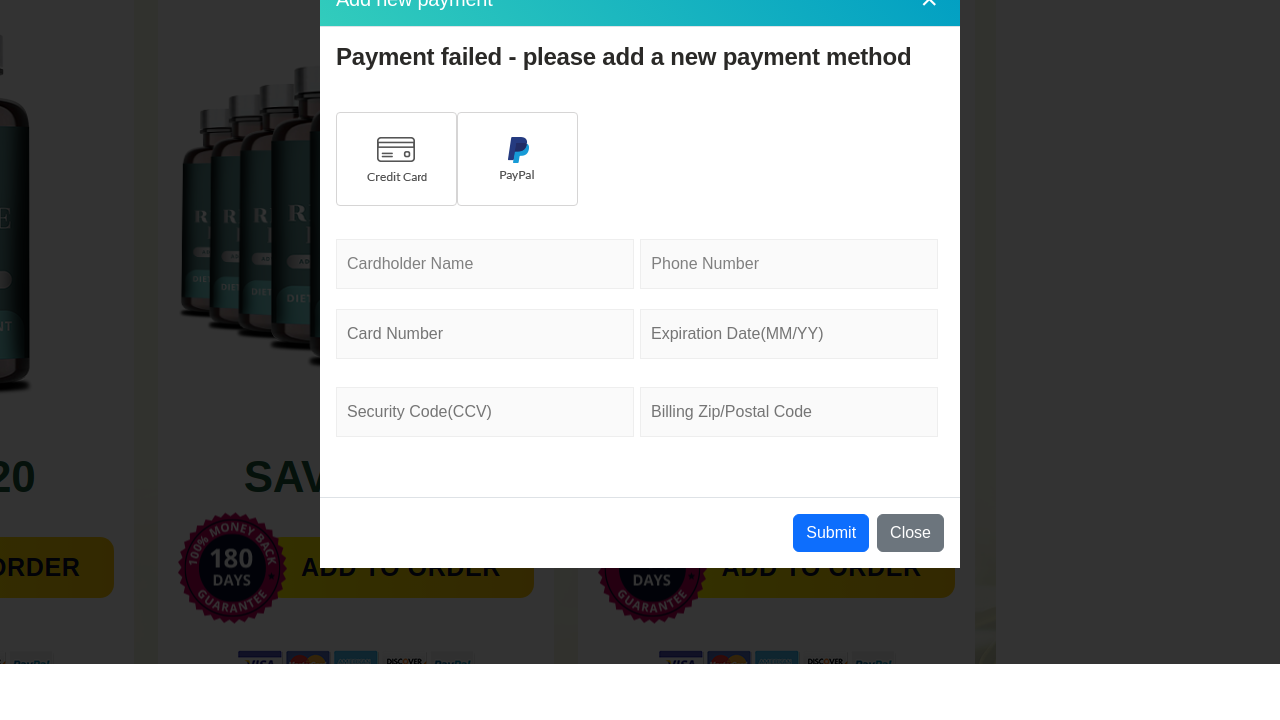 Add new payment
Payment failed - please add a new payment method
Credit Card
PayPal
Cardholder Name
Phone Number
Card Number
Expiration Date(MM/YY)
Security Code(CCV)
Billing Zip/Postal Code
Submit
Close
20
SAV
ORDER
100% MONEY BACK
180
DAYS
GUARANTEE
ADD TO ORDER
DAYS
GUARANTEE
ADD TO ORDER
VISA
DISCOVER
PayPal
VISA
DISCOVER
PayPal